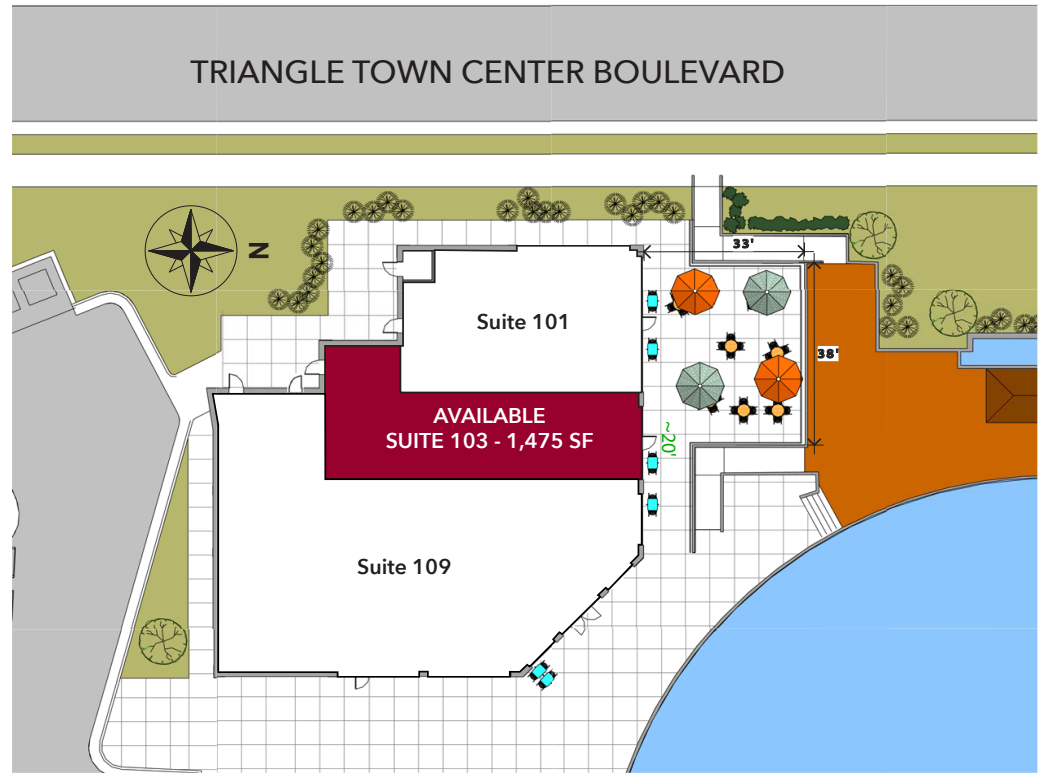 TRIANGLE TOWN CENTER BOULEVARD
N
33'
Suite 101
38'
AVAILABLE
SUITE 103 - 1,475 SF
~20'
Suite 109